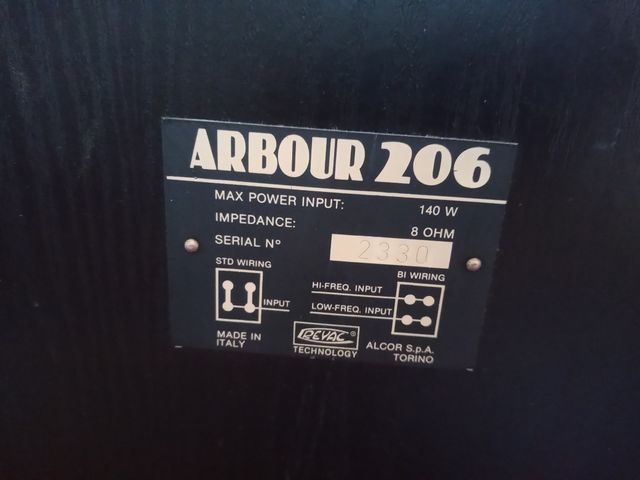 ARBOUR 206
MAX POWER INPUT: 140 W
IMPEDANCE: 8 OHM
SERIAL Nº 2330
STD WIRING
INPUT
BI WIRING
HI-FREQ. INPUT
LOW-FREQ. INPUT
MADE IN
ITALY
REVAC®
TECHNOLOGY
ALCOR S.p.A.
TORINO